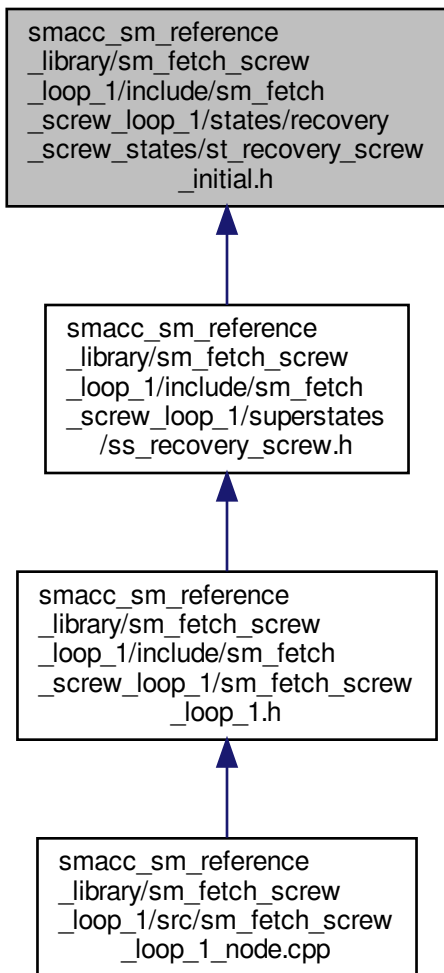 smacc_sm_reference
_library/sm_fetch_screw
_loop_1/include/sm_fetch
_screw_loop_1/states/recovery
_screw_states/st_recovery_screw
_initial.h
smacc_sm_reference
_library/sm_fetch_screw
_loop_1/include/sm_fetch
_screw_loop_1/superstates
/ss_recovery_screw.h
smacc_sm_reference
_library/sm_fetch_screw
_loop_1/include/sm_fetch
_screw_loop_1/sm_fetch_screw
_loop_1.h
smacc_sm_reference
_library/sm_fetch_screw
_loop_1/src/sm_fetch_screw
_loop_1_node.cpp